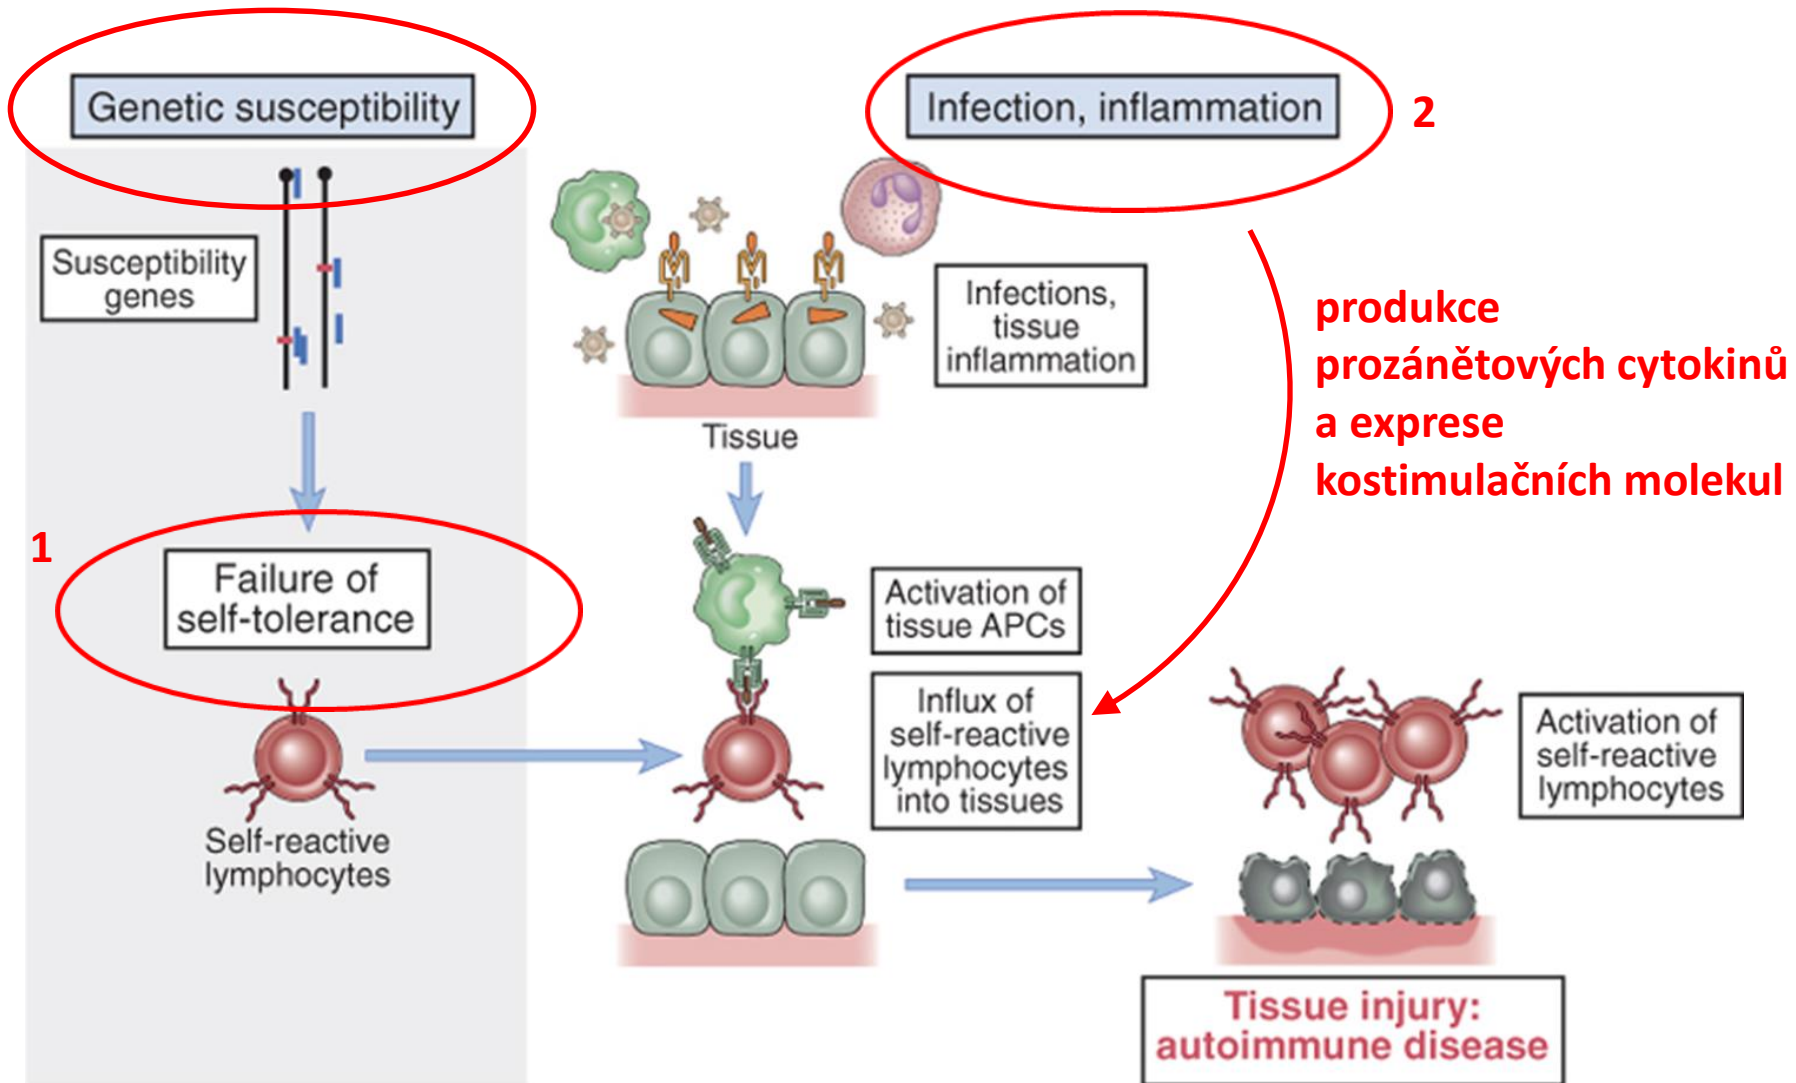 Genetic susceptibility
Infection, inflammation
2
Susceptibility
genes
Infections,
tissue
inflammation
produkce
prozánětových cytokinů
a exprese
kostimulačních molekul
Tissue
1
Failure of
self-tolerance
Activation of
tissue APCs
Influx of
self-reactive
lymphocytes
into tissues
Activation of
self-reactive
lymphocytes
Self-reactive
lymphocytes
Tissue injury:
autoimmune disease